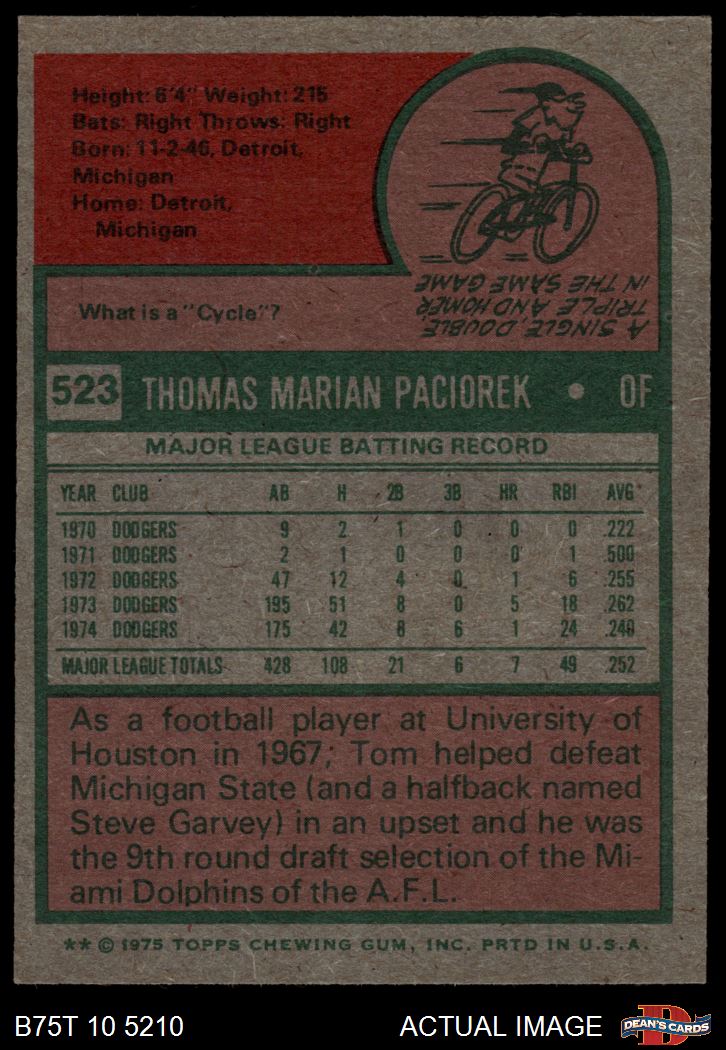 Height: 6'4" Weight: 215
Bats: Right Throws: Right
Born: 11-2-46, Detroit,
Michigan
Home: Detroit,
Michigan
What is a "Cycle"?
A SINGLE, DOUBLE,
TRIPLE AND HOMER
IN THE SAME GAME
523 THOMAS MARIAN PACIOREK • OF
MAJOR LEAGUE BATTING RECORD
YEAR CLUB AB H 2B 3B HR RBI AVG
1970 DODGERS 9 2 1 0 0 0 .222
1971 DODGERS 2 1 0 0 0 1 .500
1972 DODGERS 47 12 4 0 1 6 .255
1973 DODGERS 195 51 8 0 5 18 .262
1974 DODGERS 175 42 8 6 1 24 .240
MAJOR LEAGUE TOTALS 428 108 21 6 7 49 .252
As a football player at University of
Houston in 1967, Tom helped defeat
Michigan State (and a halfback named
Steve Garvey) in an upset and he was
the 9th round draft selection of the Mi-
ami Dolphins of the A.F.L.
** © 1975 TOPPS CHEWING GUM, INC. PRTD IN U.S.A.
B75T 10 5210 ACTUAL IMAGE
D
DEAN'S CARDS